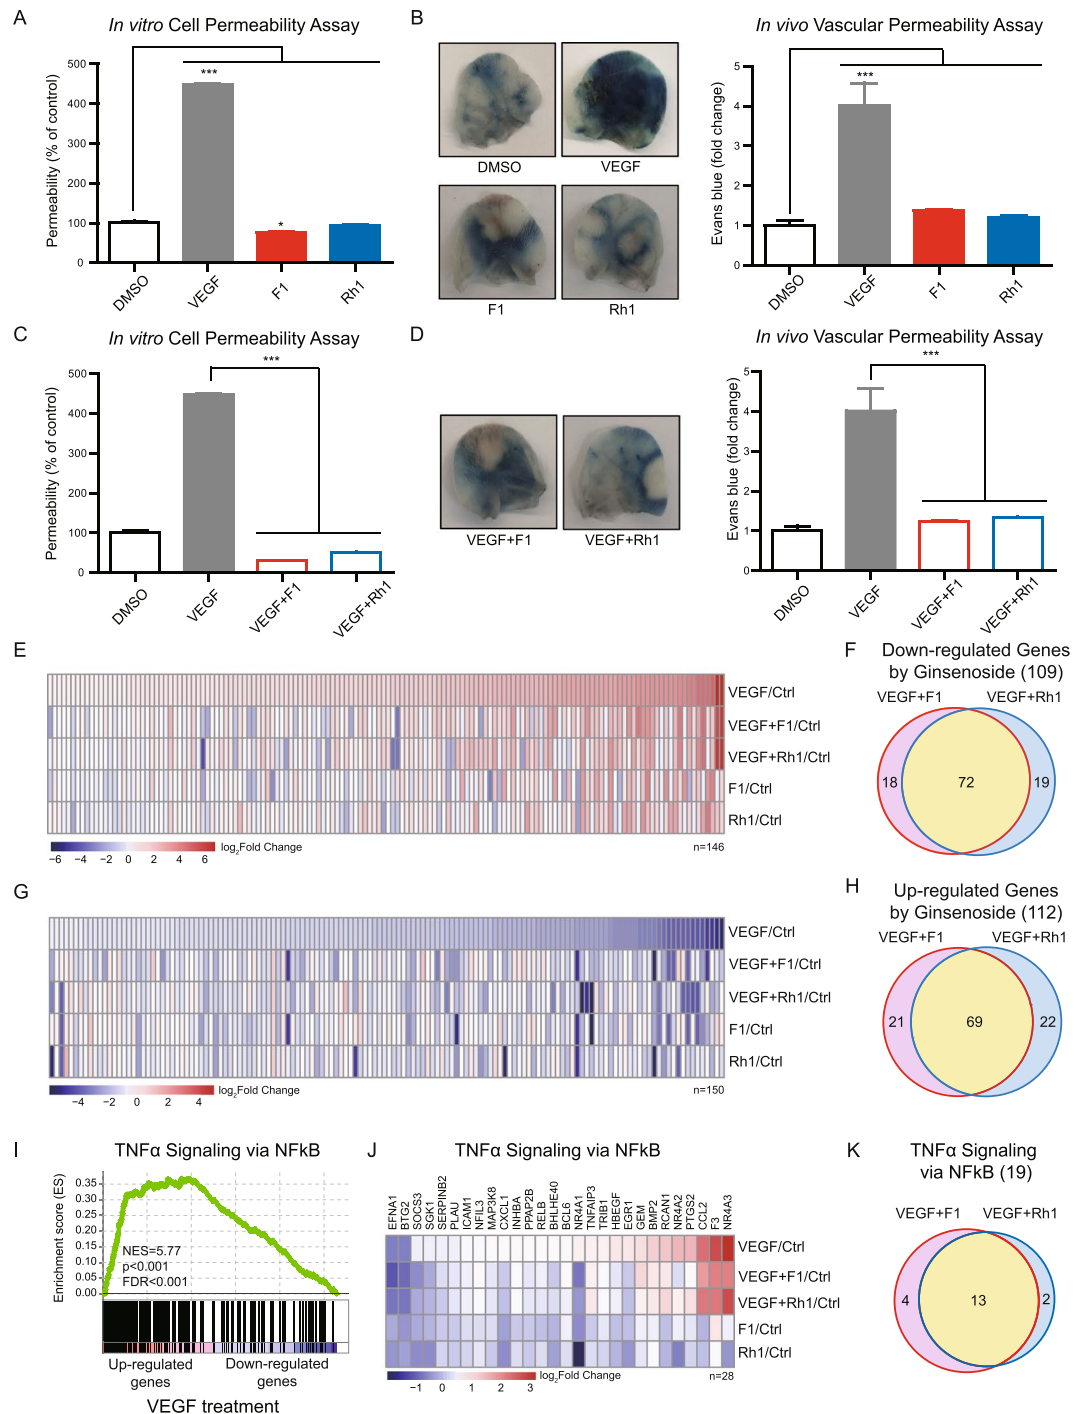 A
In vitro Cell Permeability Assay
Permeability (% of control)
500
400
300
200
100
0
***
*
DMSO
VEGF
F1
Rh1
B
DMSO
VEGF
F1
Rh1
In vivo Vascular Permeability Assay
Evans blue (fold change)
5
4
3
2
1
0
***
DMSO
VEGF
F1
Rh1
C
In vitro Cell Permeability Assay
Permeability (% of control)
500
400
300
200
100
0
***
DMSO
VEGF
VEGF+F1
VEGF+Rh1
D
VEGF+F1
VEGF+Rh1
In vivo Vascular Permeability Assay
Evans blue (fold change)
5
4
3
2
1
0
***
DMSO
VEGF
VEGF+F1
VEGF+Rh1
E
VEGF/Ctrl
VEGF+F1/Ctrl
VEGF+Rh1/Ctrl
F1/Ctrl
Rh1/Ctrl
log2Fold Change
−6 −4 −2 0 2 4 6
n=146
F
Down-regulated Genes
by Ginsenoside (109)
VEGF+F1
VEGF+Rh1
18
72
19
G
VEGF/Ctrl
VEGF+F1/Ctrl
VEGF+Rh1/Ctrl
F1/Ctrl
Rh1/Ctrl
log2Fold Change
−4 −2 0 2 4
n=150
H
Up-regulated Genes
by Ginsenoside (112)
VEGF+F1
VEGF+Rh1
21
69
22
I
TNFα Signaling via NFkB
Enrichment score (ES)
0.35
0.30
0.25
0.20
0.15
0.10
0.05
0.00
NES=5.77
p<0.001
FDR<0.001
Up-regulated
genes
Down-regulated
genes
VEGF treatment
J
TNFα Signaling via NFkB
EFNA1
BTG2
SOCS3
SGK1
SERPINB2
PLAU
ICAM1
NFIL3
MAP3K8
CXCL1
INHBA
PPAP2B
RELB
BHLHE40
BCL6
NR4A1
TNFAIP3
TRIB1
HBEGF
EGR1
GEM
BMP2
RCAN1
NR4A2
PTGS2
CCL2
F3
NR4A3
VEGF/Ctrl
VEGF+F1/Ctrl
VEGF+Rh1/Ctrl
F1/Ctrl
Rh1/Ctrl
log2Fold Change
−1 0 1 2 3
n=28
K
TNFα Signaling
via NFkB (19)
VEGF+F1
VEGF+Rh1
4
13
2